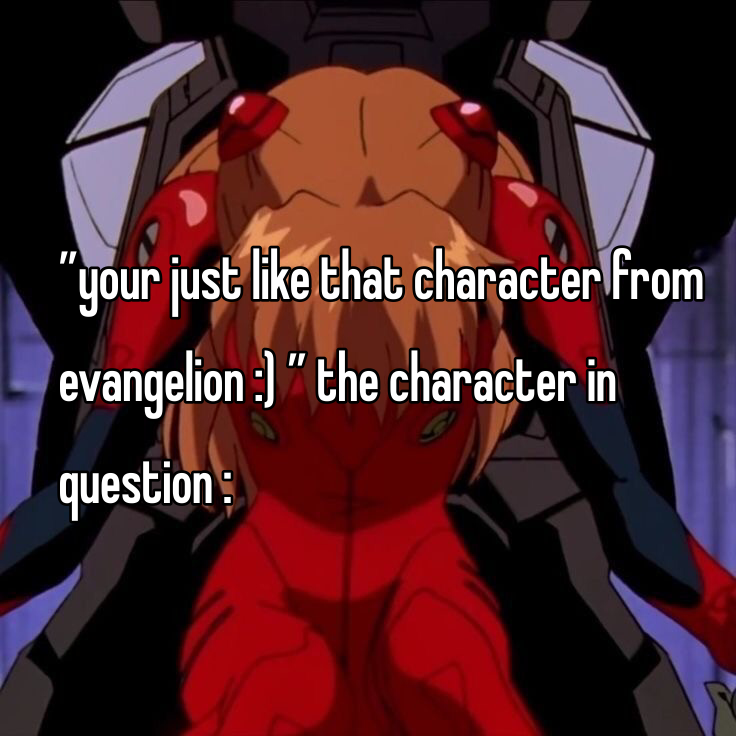 "your just like that character from
evangelion :) " the character in
question :